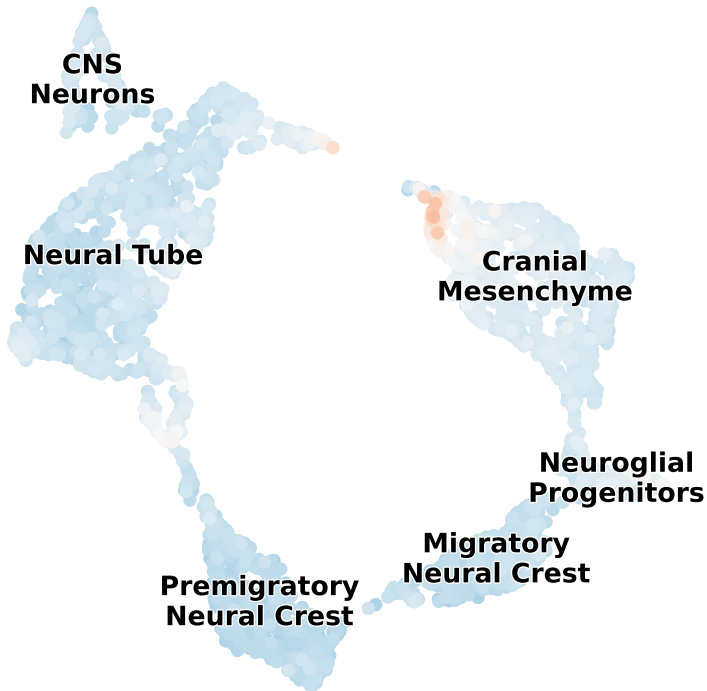 CNS
Neurons
Neural Tube
Cranial
Mesenchyme
Neuroglial
Progenitors
Migratory
Neural Crest
Premigratory
Neural Crest